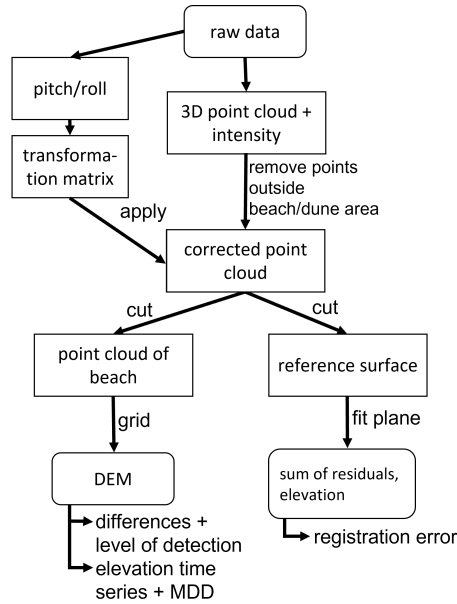 raw data
pitch/roll
3D point cloud +
intensity
transforma-
tion matrix
remove points
outside
beach/dune area
apply
corrected point
cloud
cut
cut
point cloud of
beach
reference surface
grid
fit plane
DEM
sum of residuals,
elevation
differences +
level of detection
elevation time
series + MDD
registration error